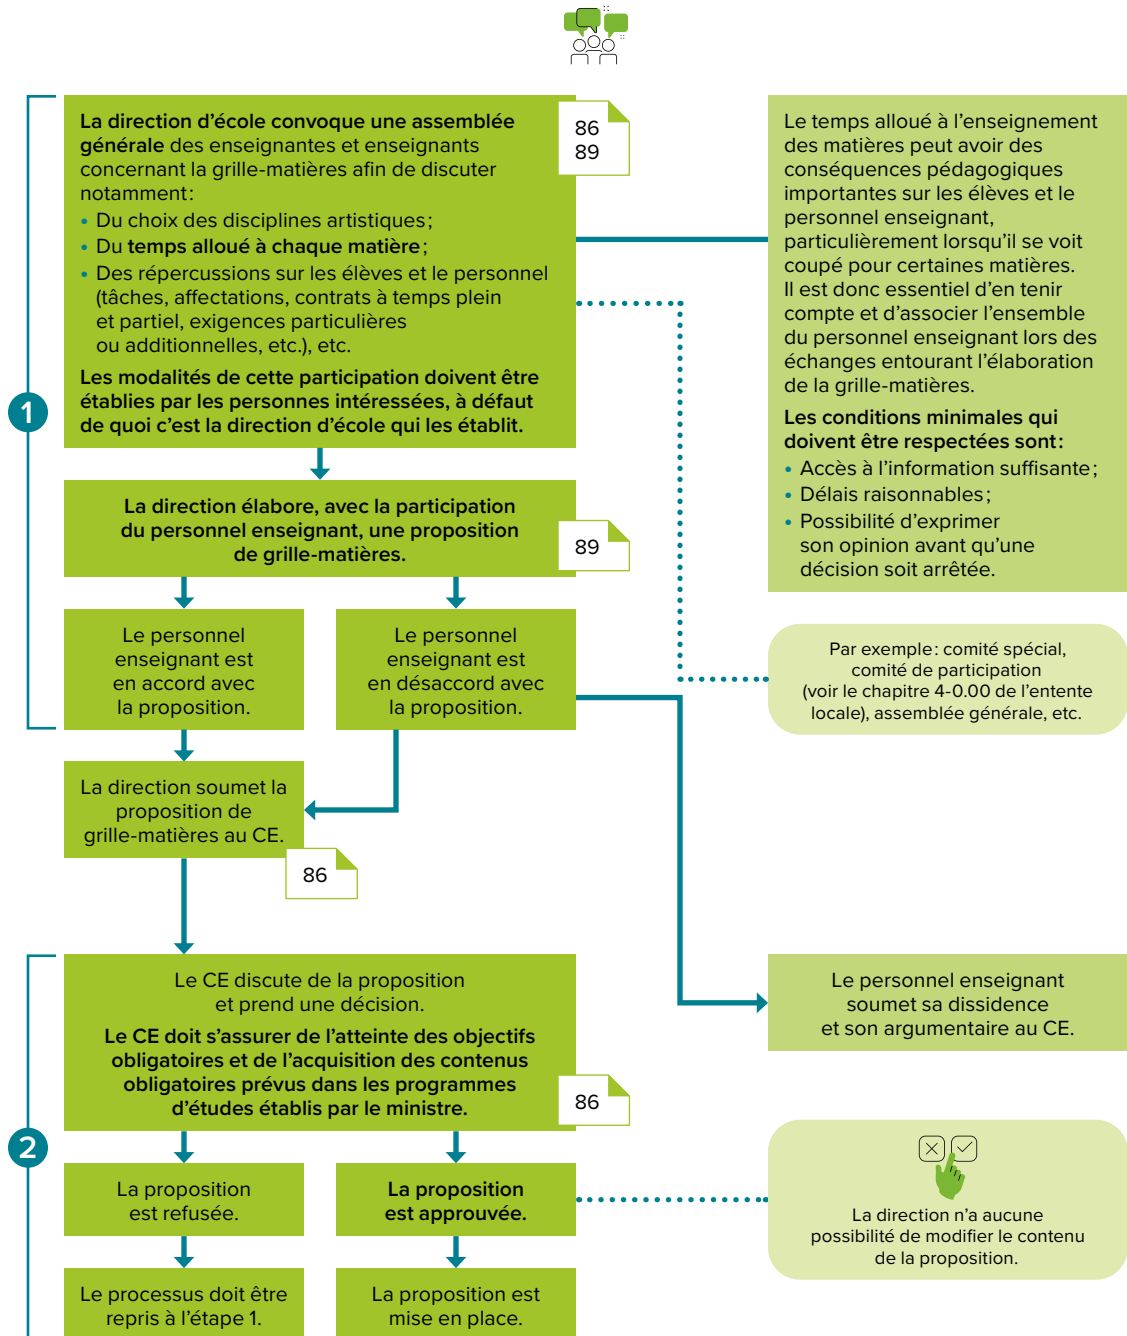 La direction d'école convoque une assemblée
générale des enseignantes et enseignants
concernant la grille-matières afin de discuter
notamment :
• Du choix des disciplines artistiques ;
• Du temps alloué à chaque matière ;
• Des répercussions sur les élèves et le personnel
(tâches, affectations, contrats à temps plein
et partiel, exigences particulières
ou additionnelles, etc.), etc.
Les modalités de cette participation doivent être
établies par les personnes intéressées, à défaut
de quoi c'est la direction d'école qui les établit.
86
89
Le temps alloué à l'enseignement
des matières peut avoir des
conséquences pédagogiques
importantes sur les élèves et le
personnel enseignant,
particulièrement lorsqu'il se voit
coupé pour certaines matières.
Il est donc essentiel d'en tenir
compte et d'associer l'ensemble
du personnel enseignant lors des
échanges entourant l'élaboration
de la grille-matières.
Les conditions minimales qui
doivent être respectées sont :
• Accès à l'information suffisante ;
• Délais raisonnables ;
• Possibilité d'exprimer
son opinion avant qu'une
décision soit arrêtée.
1
La direction élabore, avec la participation
du personnel enseignant, une proposition
de grille-matières.
89
Le personnel
enseignant est
en accord avec
la proposition.
Le personnel
enseignant est
en désaccord avec
la proposition.
Par exemple : comité spécial,
comité de participation
(voir le chapitre 4-0.00 de l'entente
locale), assemblée générale, etc.
La direction soumet la
proposition de
grille-matières au CE.
86
Le CE discute de la proposition
et prend une décision.
Le CE doit s'assurer de l'atteinte des objectifs
obligatoires et de l'acquisition des contenus
obligatoires prévus dans les programmes
d'études établis par le ministre.
86
Le personnel enseignant
soumet sa dissidence
et son argumentaire au CE.
2
La proposition
est refusée.
La proposition
est approuvée.
La direction n'a aucune
possibilité de modifier le contenu
de la proposition.
Le processus doit être
repris à l'étape 1.
La proposition est
mise en place.